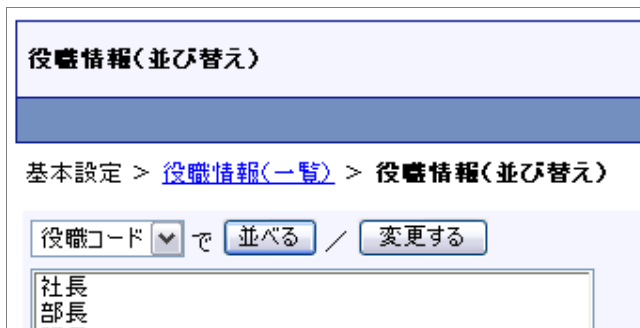 役職情報(並び替え)
基本設定 > 役職情報(一覧) > 役職情報(並び替え)
役職コード で 並べる / 変更する
社長
部長